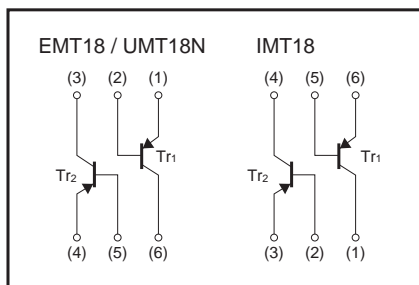 EMT18 / UMT18N IMT18
(3) (2) (1) (4) (5) (6)
Tr1 Tr1
Tr2 Tr2
(4) (5) (6) (3) (2) (1)